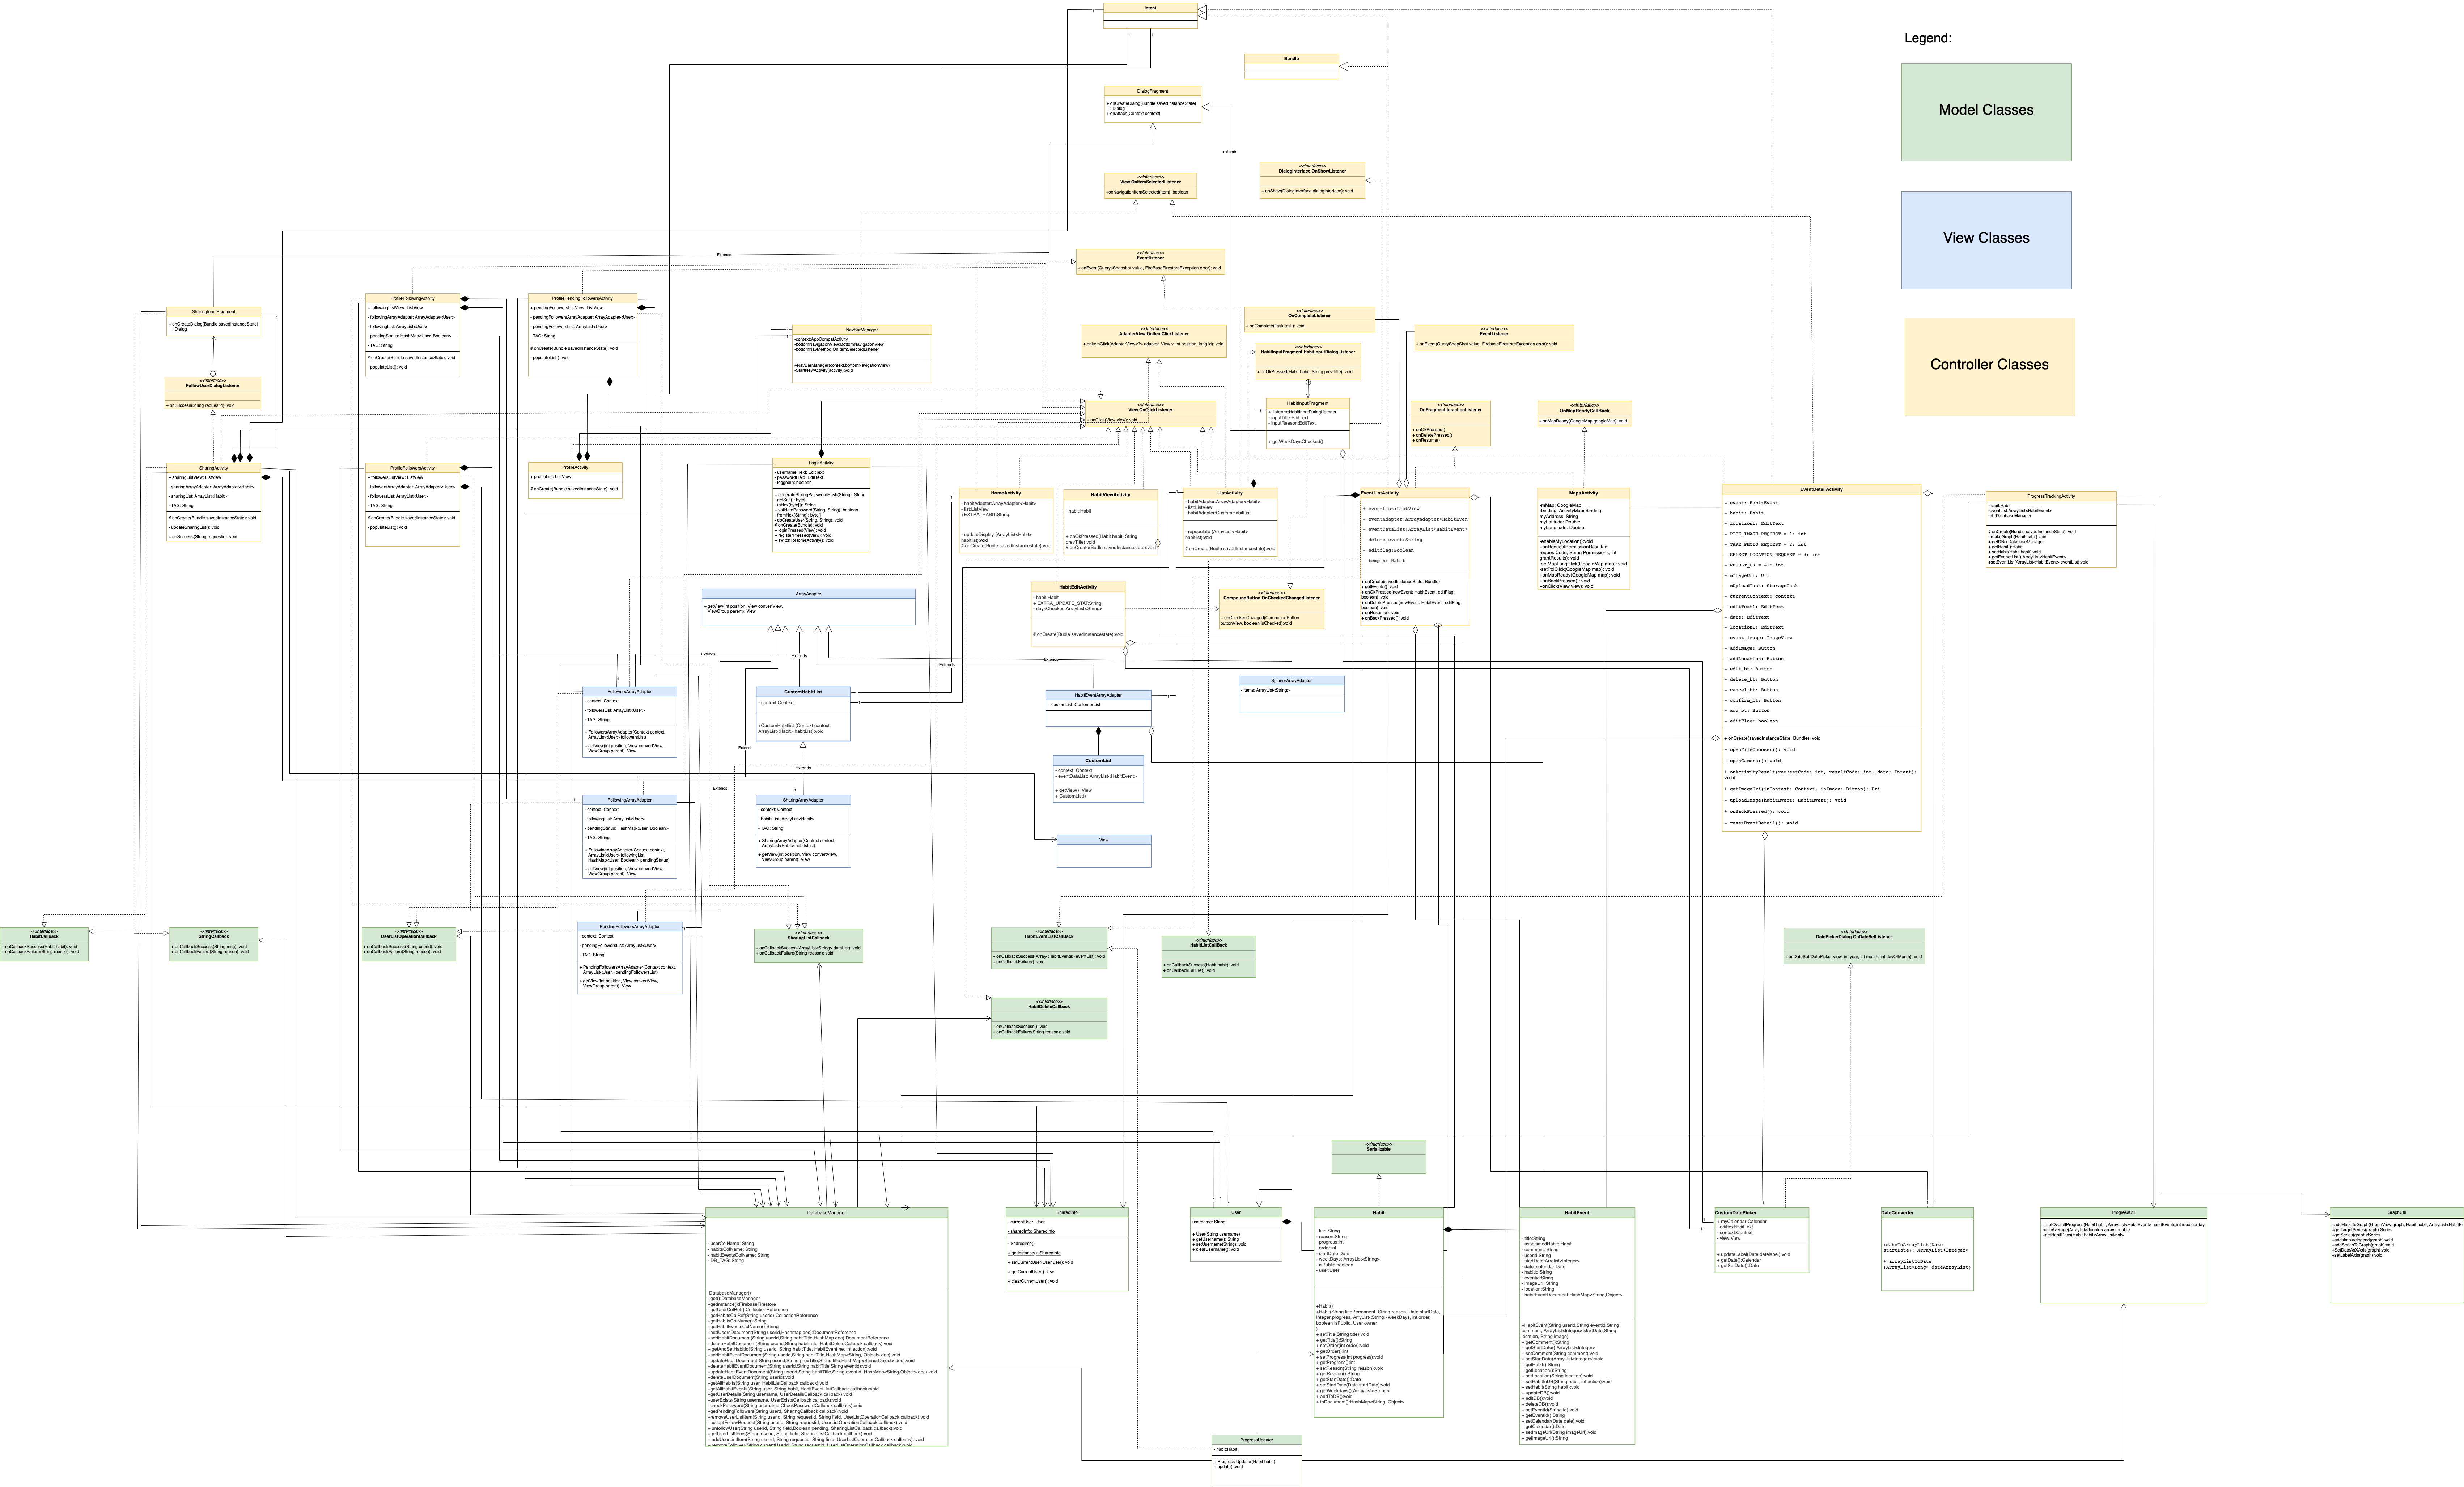 Intent
Legend:
Bundle
Model Classes
DialogFragment
+ onCreateDialog(Bundle savedInstanceState)
: Dialog
+ onAttach(Context context)
extends
<<Interface>>
DialogInterface.OnShowListener
+ onShow(DialogInterface dialogInterface): void
<<Interface>>
View.OnItemSelectedListener
+onNavigationItemSelected(item): boolean
View Classes
Extends
<<Interface>>
Eventlistener
+ onEvent(QuerysSnapshot value, FireBaseFirestoreException error): void
Controller Classes
SharingInputFragment
+ onCreateDialog(Bundle savedInstanceState)
: Dialog
ProfileFollowingActivity
+ followingListView: ListView
- followingArrayAdapter: ArrayAdapter<User>
- followingList: ArrayList<User>
- pendingStatus: HashMap<User, Boolean>
- TAG: String
# onCreate(Bundle savedInstanceState): void
- populateList(): void
ProfilePendingFollowersActivity
+ pendingFollowersListView: ListView
- pendingFollowersArrayAdapter: ArrayAdapter<User>
- pendingFollowersList: ArrayList<User>
- TAG: String
# onCreate(Bundle savedInstanceState): void
- populateList(): void
NavBarManager
-context:AppCompatActivity
-bottomNavigationView:BottomNavigationView
-bottomNavMethod:OnItemSelectedListener
+NavBarManager(context,bottomNavigationView)
-StartNewActivity(activity):void
<<Interface>>
AdapterView.OnItemClickListener
+ onItemClick(AdapterView<?> adapter, View v, int position, long id): void
<<Interface>>
OnCompleteListener
+ onComplete(Task task): void
<<Interface>>
HabitInputFragment.HabitInputDialogListener
+ onOkPressed(Habit habit, String prevTitle): void
<<Interface>>
EventListener
+ onEvent(QuerySnapShot value, FirebaseFirestoreException error): void
<<Interface>>
FollowUserDialogListener
+ onSuccess(String requestid): void
<<Interface>>
View.OnClickListener
+ onClick(View view): void
HabitInputFragment
+ listener:HabitInputDialogListener
- inputTitle:EditText
- inputReason:EditText
+ getWeekDaysChecked()
<<Interface>>
OnFragmentIteractionListener
+ onOkPressed()
+ onDeletePressed()
+ onResume()
<<Interface>>
OnMapReadyCallBack
+ onMapReady(GoogleMap googleMap): void
SharingActivity
+ sharingListView: ListView
- sharingArrayAdapter: ArrayAdapter<Habit>
- sharingList: ArrayList<Habit>
- TAG: String
# onCreate(Bundle savedInstanceState): void
- updateSharingList(): void
+ onSuccess(String requestid): void
ProfileFollowersActivity
+ followersListView: ListView
- followersArrayAdapter: ArrayAdapter<User>
- followersList: ArrayList<User>
- TAG: String
# onCreate(Bundle savedInstanceState): void
- populateList(): void
ProfileActivity
+ profileList: ListView
# onCreate(Bundle savedInstanceState): void
LoginActivity
- usernameField: EditText
- passwordField: EditText
- loggedIn: boolean
+ generateStrongPasswordHash(String): String
- getSalt(): byte[]
- toHex(byte[]): String
+ validatePassword(String, String): boolean
- fromHex(String): byte[]
- dbCreateUser(String, String): void
# onCreate(Bundle): void
+ loginPressed(View): void
+ registerPressed(View): void
+ switchToHomeActivity(): void
HomeActivity
- habitAdapter:ArrayAdapter<Habit>
- list:ListView
+EXTRA_HABIT:String
- updateDisplay (ArrayList<Habit>
habitlist):void
# onCreate(Budle savedInstancestate):void
HabitViewActivity
- habit:Habit
+ onOkPressed(Habit habit, String
prevTitle):void
# onCreate(Budle savedInstancestate):void
ListActivity
- habitAdapter:ArrayAdapter<Habit>
- list:ListView
- habitAdapter:CustomHabitList
- repopulate (ArrayList<Habit>
habitlist):void
# onCreate(Budle savedInstancestate):void
EventListActivity
+ eventList:ListView
- eventAdapter:ArrayAdapter<HabitEven
- eventDataList:ArrayList<HabitEvent>
- delete_event:String
- editflag:boolean
- temp_h: Habit
+ onCreate(savedInstanceState: Bundle)
+ getEvents(): void
+ onOkPressed(newEvent: HabitEvent, editFlag:
boolean): void
+ onDeletePressed(newEvent: HabitEvent, editFlag:
boolean): void
+ onResume(): void
+ onBackPressed(): void
MapsActivity
-mMap: GoogleMap
-binding: ActivityMapsBinding
myAddress: String
myLatitude: Double
myLongitude: Double
-enableMyLocation():void
+onRequestPermissionResult(int
requestCode, String Permissions, int
grantResults): void
-setMapLongClick(GoogleMap map):void
-setPoiClick(GoogleMap map):void
+onMapReady(GoogleMap map):void
+onBackPressed():void
+onClick(View view):void
EventDetailActivity
- event: HabitEvent
- habit: Habit
- location1: EditText
- PICK_IMAGE_REQUEST = 1: int
- TAKE_PHOTO_REQUEST = 2: int
- SELECT_LOCATION_REQUEST = 3: int
- RESULT_OK = -1: int
- mImageUri: Uri
- mUploadTask: StorageTask
- currentContext: context
- editText1: EditText
- date: EditText
- location1: EditText
- event_image: ImageView
- addImage: Button
- addLocation: Button
- edit_bt: Button
- delete_bt: Button
- cancel_bt: Button
- confirm_bt: Button
- add_bt: Button
- editFlag: boolean
+ onCreate(savedInstanceState: Bundle): void
- openFileChooser(): void
- openCamera(): void
+ onActivityResult(requestCode: int, resultCode: int, data: Intent):
void
+ getImageUri(inContext: Context, inImage: Bitmap): Uri
- uploadImage(habitEvent: HabitEvent): void
+ onBackPressed(): void
- resetEventDetail(): void
ProgressTrackingActivity
-habit:Habit
-eventList:ArrayList<HabitEvent>
-db:DatabaseManager
# onCreate(Bundle savedInstanceState): void
- makeGraph(Habit habit):void
+ getDB():DatabaseManager
+ getHabit():Habit
+ setHabit(Habit habit):void
+ getEvenetList():ArrayList<HabitEvent>
+setEventList(ArrayList<HabitEvent> eventList):void
HabitEditActivity
- habit:Habit
+ EXTRA_UPDATE_STAT:String
- daysChecked:ArrayList<String>
# onCreate(Budle savedInstancestate):void
<<Interface>>
CompoundButton.OnCheckedChangedlistener
+ onCheckedChanged(CompoundButton
buttonView, boolean isChecked):void
ArrayAdapter
+ getView(int position, View convertView,
ViewGroup parent): View
Extends
Extends
Extends
Extends
FollowersArrayAdapter
- context: Context
- followersList: ArrayList<User>
- TAG: String
+ FollowersArrayAdapter(Context context,
ArrayList<User> followersList)
+ getView(int position, View convertView,
ViewGroup parent): View
CustomHabitList
- context:Context
+CustomHabitlist (Context context,
ArrayList<Habit> habitList):void
HabitEventArrayAdapter
+ customList: CustomerList
SpinnerArrayAdapter
- items: ArrayList<String>
Extends
Extends
Extends
CustomList
- context: Context
- eventDataList: ArrayList<HabitEvent>
+ getView(): View
+ CustomList()
FollowingArrayAdapter
- context: Context
- followingList: ArrayList<User>
- pendingStatus: HashMap<User, Boolean>
- TAG: String
+ FollowingArrayAdapter(Context context,
ArrayList<User> followingList,
HashMap<User, Boolean> pendingStatus)
+ getView(int position, View convertView,
ViewGroup parent): View
SharingArrayAdapter
- context: Context
- habitsList: ArrayList<Habit>
- TAG: String
+ SharingArrayAdapter(Context context,
ArrayList<Habit> habitsList)
+ getView(int position, View convertView,
ViewGroup parent): View
View
<<Interface>>
HabitCallback
+ onCallbackSuccess(Habit habit): void
+ onCallbackFailure(String reason): void
<<Interface>>
StringCallback
+ onCallbackSuccess(String msg): void
+ onCallbackFailure(String reason): void
<<Interface>>
UserListOperationCallback
+ onCallbackSuccess(String userid): void
+ onCallbackFailure(String reason): void
PendingFollowersArrayAdapter
- context: Context
- pendingFollowersList: ArrayList<User>
- TAG: String
+ PendingFollowersArrayAdapter(Context context,
ArrayList<User> pendingFollowersList)
+ getView(int position, View convertView,
ViewGroup parent): View
<<Interface>>
SharingListCallback
+ onCallbackSuccess(ArrayList<String> dataList): void
+ onCallbackFailure(String reason): void
<<Interface>>
HabitEventListCallBack
+ onCallbackSuccess(Array<HabitEvents> eventList): void
+ onCallbackFailure(): void
<<Interface>>
HabitListCallBack
+ onCallbackSuccess(Habit habit): void
+ onCallbackFailure(): void
<<Interface>>
DatePickerDialog.OnDateSetListener
+ onDateSet(DatePicker view, int year, int month, int dayOfMonth): void
<<Interface>>
HabitDeleteCallback
+ onCallbackSuccess(): void
+ onCallbackFailure(String reason): void
<<Interface>>
Serializable
DatabaseManager
- userColName: String
- habitsColName: String
- habitEventsColName: String
- DB_TAG: String
-DatabaseManager()
+get():DatabaseManager
+getInstance():FirebaseFirestore
+getUserColRef():CollectionReference
+getHabitsColRef(String userid):CollectionReference
+getHabitsColName():String
+getHabitEventsColName():String
+addUsersDocument(String userid,Hashmap doc):DocumentReference
+addHabitDocument(String userid,String habitTitle,HashMap doc):DocumentReference
+deleteHabitDocument(String userid,String habitTitle, HabitDeleteCallback callback):void
+ getAndSetHabitId(String userid, String habitTitle, HabitEvent he, int action):void
+addHabitEventDocument(String userid,String habitTitle,HashMap<String, Object> doc):void
+updateHabitDocument(String userid,String prevTitle,String title,HashMap<String,Object> doc):void
+deleteHabitEventDocument(String userid,String habitTitle,String eventId):void
+updateHabitEventDocument(String userid,String habitTitle,String eventId, HashMap<String,Object> doc):void
+deleteUserDocument(String userid):void
+getAllHabits(String user, HabitListCallback callback):void
+getAllHabitEvents(String user, String habit, HabitEventListCallback callback):void
+getUserDetails(String username, UserDetailsCallback callback):void
+userExists(String username, UserExistsCallback callback):void
+checkPassword(String username,CheckPasswordCallback callback):void
+getPendingFollowers(String userid, SharingCallback callback):void
+removeUserListItem(String userid, String requestid, String field, UserListOperationCallback callback):void
+acceptFollowRequest(String userid, String requestid, UserListOperationCallback callback):void
+ unfollowUser(String userid, String field,Boolean pending, SharingListCallback callback):void
+getUserListItems(String userid, String field, SharingListCallback callback):void
+ addUserListItem(String userid, String requestid, String field, UserListOperationCallback callback): void
+ removeFollower(String currentUserId, String requestid, UserListOperationCallback callback):void
SharedInfo
- currentUser: User
- sharedInfo: SharedInfo
- SharedInfo()
+ getInstance(): SharedInfo
+ setCurrentUser(User user): void
+ getCurrentUser(): User
+ clearCurrentUser(): void
User
username: String
+ User(String username)
+ getUsername(): String
+ setUsername(String): void
+ clearUsername(): void
Habit
- title:String
- reason:String
- progress:int
- order:int
- startDate:Date
- weekDays: ArrayList<String>
- isPublic:boolean
- user:User
+Habit()
+Habit(String titlePermanent, String reason, Date startDate,
integer progress, ArrayList<String> weekDays, int order,
boolean isPublic, User owner
)
+ setTitle(String title):void
+ getTitle():String
+ setOrder(int order):void
+ getOrder():int
+ setProgress(int progress):void
+ getProgress():int
+ setReason(String reason):void
+ getReason():String
+ getStartDate():Date
+ setStartDate(Date startDate):void
+ getWeekdays():ArrayList<String>
+ addToDB():void
+ toDocument():HashMap<String, Object>
HabitEvent
- title:String
- associatedHabit: Habit
- comment: String
- userid:String
- startDate:Arralist<Integer>
- date_calendar:Date
- habitid:String
- eventid:String
- imageUrl: String
- location:String
- habitEventDocument:HashMap<String,Object>
+HabitEvent(String userid,String eventid,String
comment, ArrayList<Integer> startDate,String
location, String image)
+ getComment():String
+ getStartDate():ArrayList<Integer>
+ setComment(String comment):void
+ setStartDate(ArrayList<Integer>):void
+ getHabit():String
+ getLocation():String
+ setLocation(String location):void
+ setHabitInDB(String habit, int action):void
+ setHabit(String habit):void
+ updateDB():void
+ editDB():void
+ deleteDB():void
+ setEventId(String id):void
+ getEventId():String
+ setCalendar(Date date):void
+ getCalendar():Date
+ setImageUrl(String imageUrl):void
+ getImageUrl():String
CustomDatePicker
+ myCalendar:Calendar
- editext:EditText
- context:Context
- view:View
+ updateLabel(Date datelabel):void
+ getDate():Calendar
+ getSetDate():Date
DateConverter
+dateToArrayList(Date
startDate): ArrayList<Integer>
+ arrayListToDate
(ArrayList<Long> dateArrayList)
ProgressUtil
+ getOverallProgress(Habit habit, ArrayList<HabitEvent> habitEvents,int idealperday,
-calcAverage(Arraylist<double> array):double
+getHabitDays(Habit habit):ArrayList<int>
GraphUtil
+addHabitToGraph(GraphView graph, Habit habit, ArrayList<HabitE
+getTargetSeries(graph):Series
+getSeries(graph):Series
+addsimplaelegend(graph):void
+addSeriesToGraph(graph):void
+SetDateAsXAxis(graph):void
+setLabelAxis(graph):void
ProgressUpdater
- habit:Habit
+ Progress Updater(Habit habit)
+ update():void